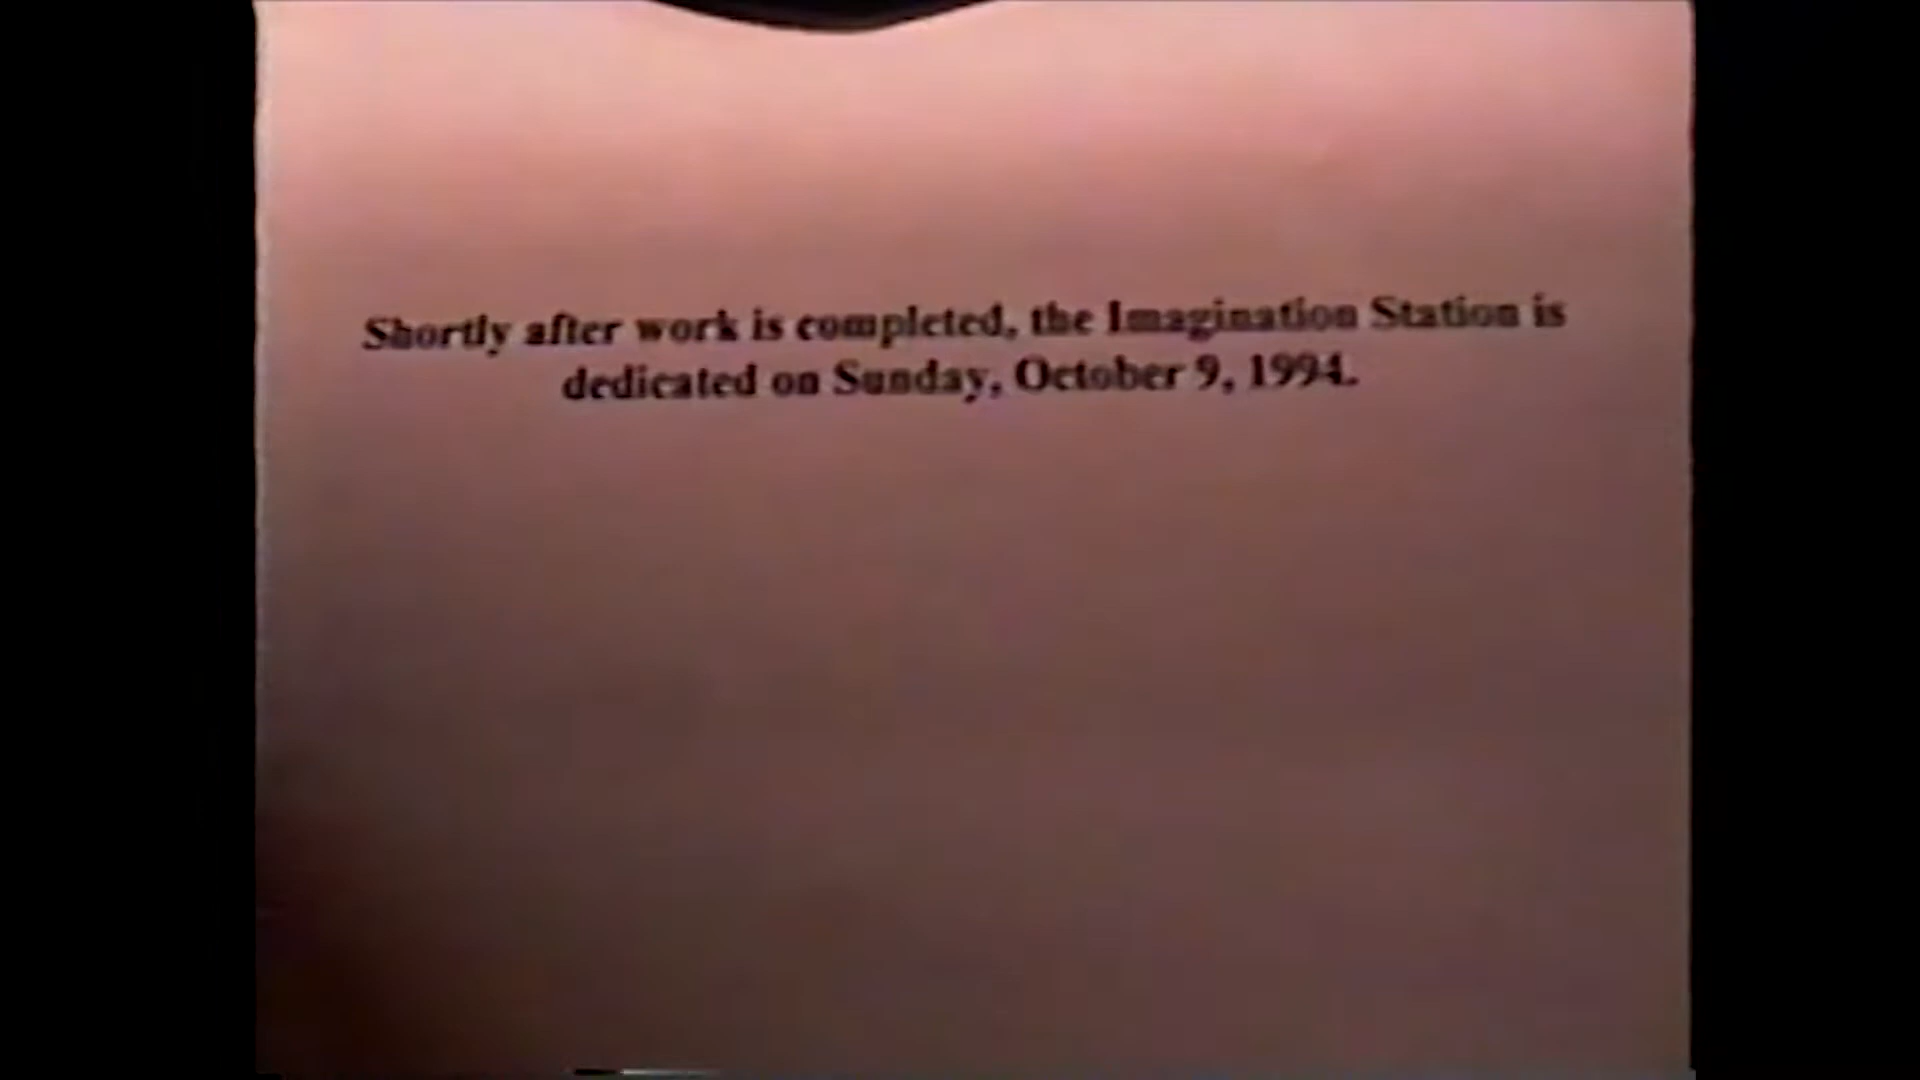 Shortly after work is completed, the Imagination Station is
dedicated on Sunday, October 9, 1994.